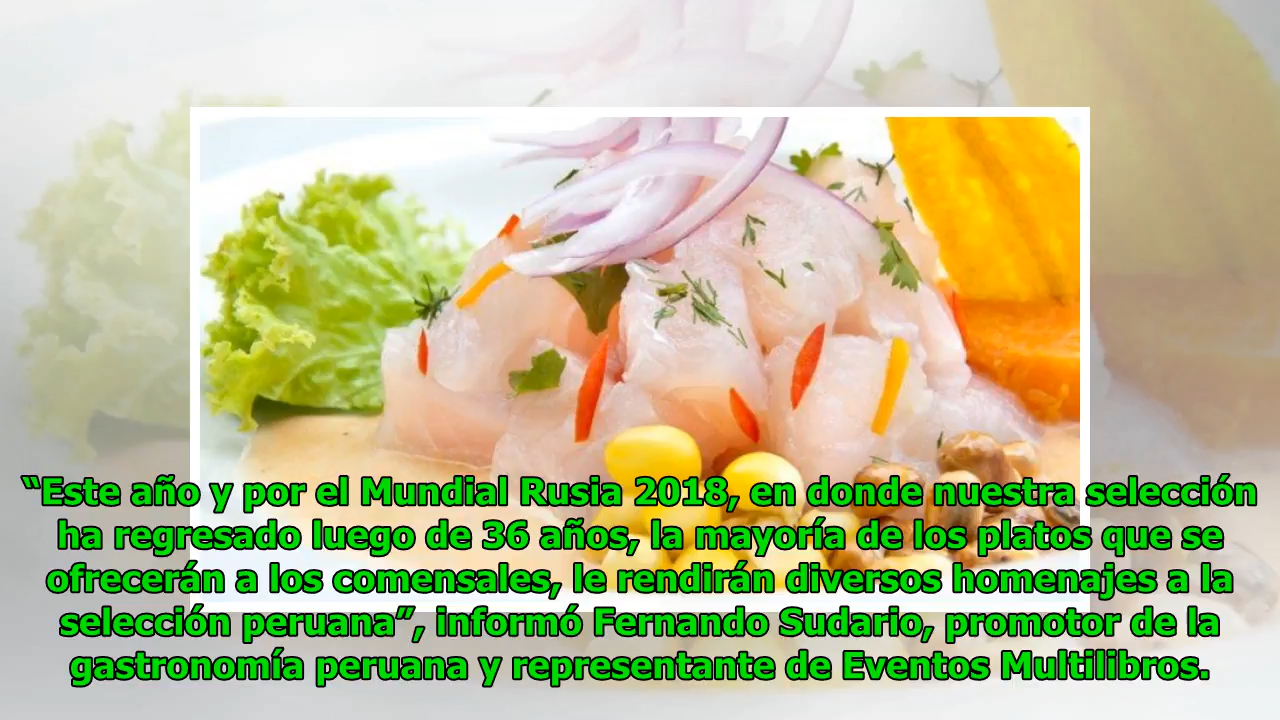 “Este año y por el Mundial Rusia 2018, en donde nuestra selección
ha regresado luego de 36 años, la mayoría de los platos que se
ofrecerán a los comensales, le rendirán diversos homenajes a la
selección peruana”, informó Fernando Sudario, promotor de la
gastronomía peruana y representante de Eventos Multilibros.